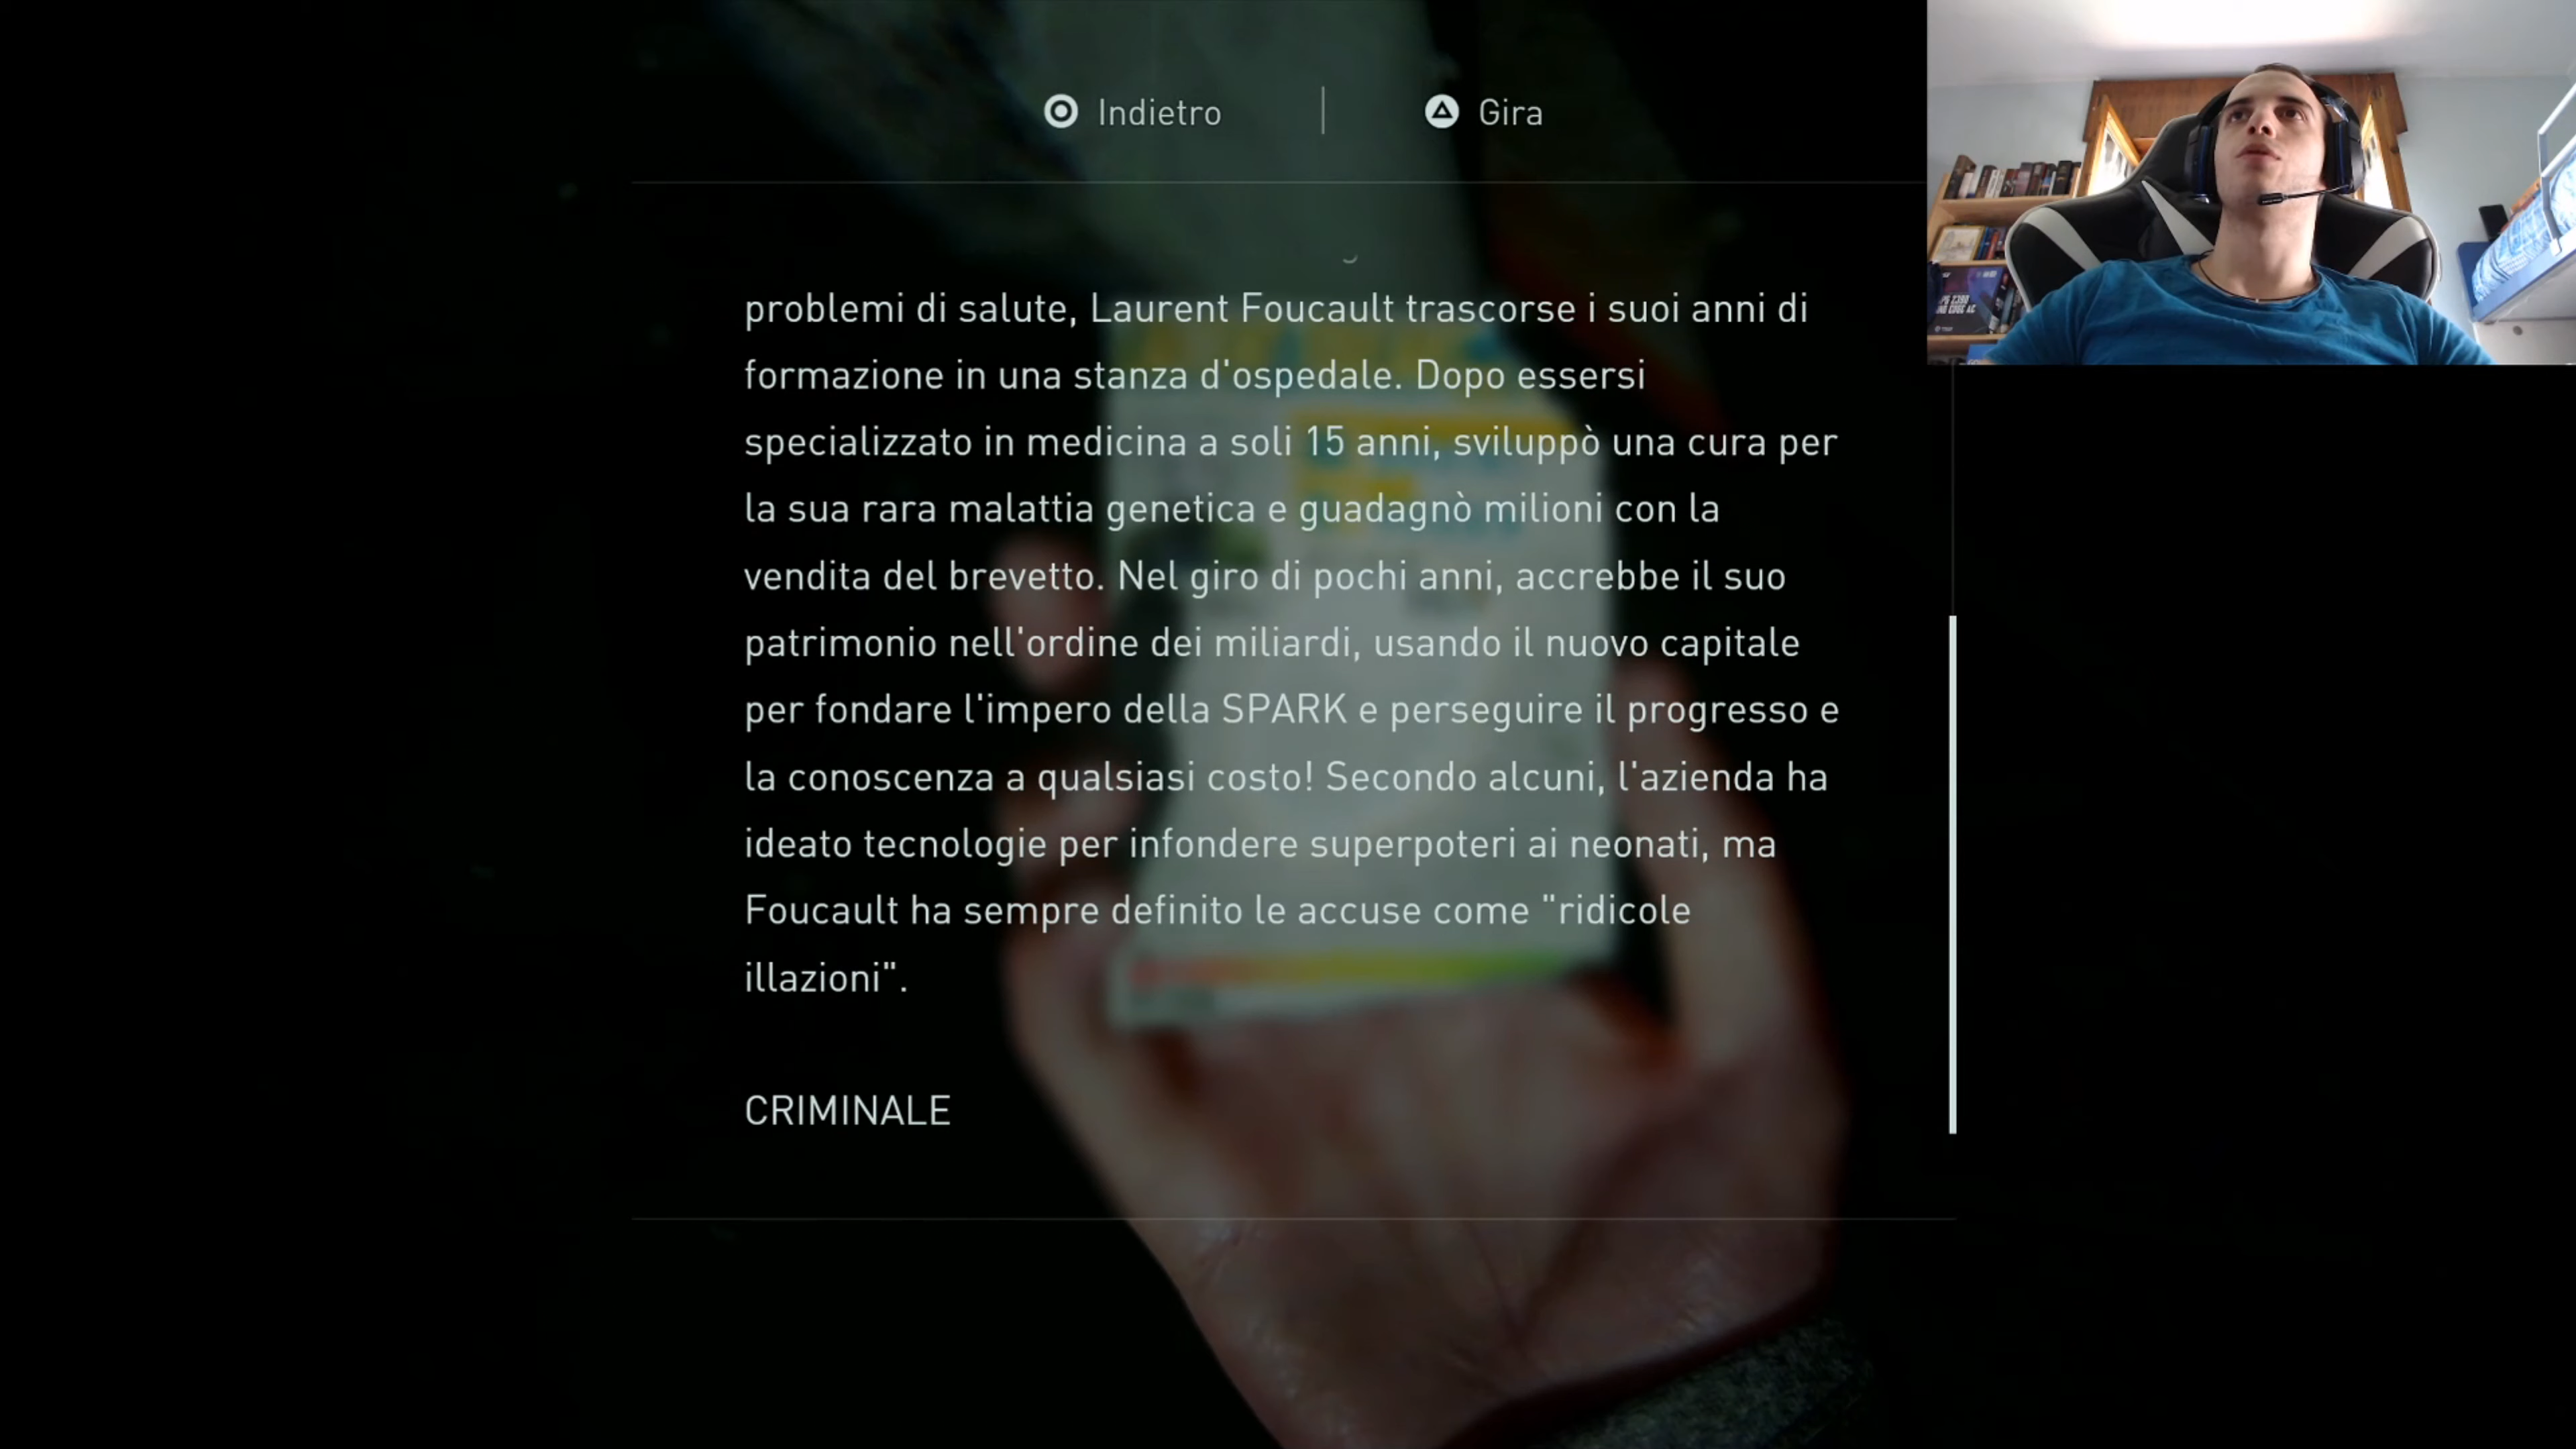 Indietro
Gira
problemi di salute, Laurent Foucault trascorse i suoi anni di
formazione in una stanza d'ospedale. Dopo essersi
specializzato in medicina a soli 15 anni, sviluppò una cura per
la sua rara malattia genetica e guadagnò milioni con la
vendita del brevetto. Nel giro di pochi anni, accrebbe il suo
patrimonio nell'ordine dei miliardi, usando il nuovo capitale
per fondare l'impero della SPARK e perseguire il progresso e
la conoscenza a qualsiasi costo! Secondo alcuni, l'azienda ha
ideato tecnologie per infondere superpoteri ai neonati, ma
Foucault ha sempre definito le accuse come "ridicole
illazioni".
CRIMINALE